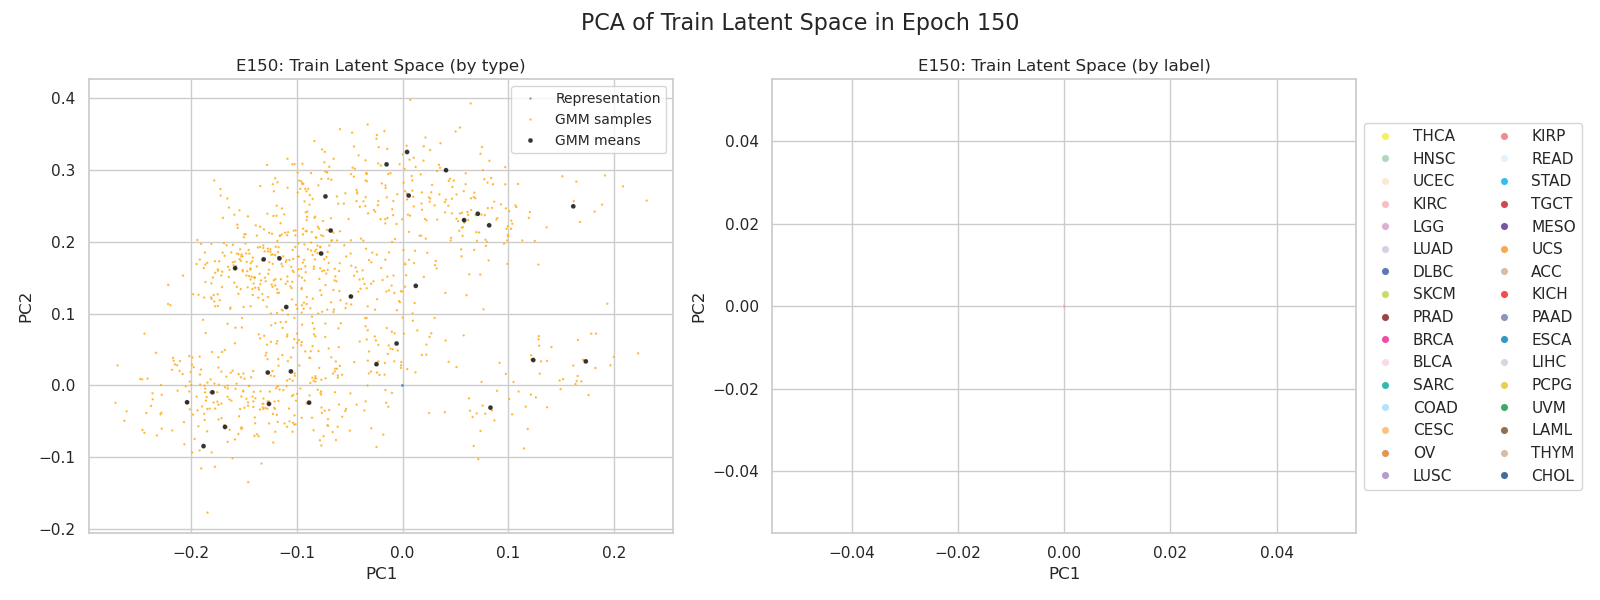 PCA of Train Latent Space in Epoch 150
E150: Train Latent Space (by type)
Representation
GMM samples
GMM means
0.4
0.3
0.2
0.1
0.0
−0.1
−0.2
PC2
−0.2
−0.1
0.0
0.1
0.2
PC1
E150: Train Latent Space (by label)
0.04
0.02
0.00
−0.02
−0.04
PC2
−0.04
−0.02
0.00
0.02
0.04
PC1
THCA
HNSC
UCEC
KIRC
LGG
LUAD
DLBC
SKCM
PRAD
BRCA
BLCA
SARC
COAD
CESC
OV
LUSC
KIRP
READ
STAD
TGCT
MESO
UCS
ACC
KICH
PAAD
ESCA
LIHC
PCPG
UVM
LAML
THYM
CHOL